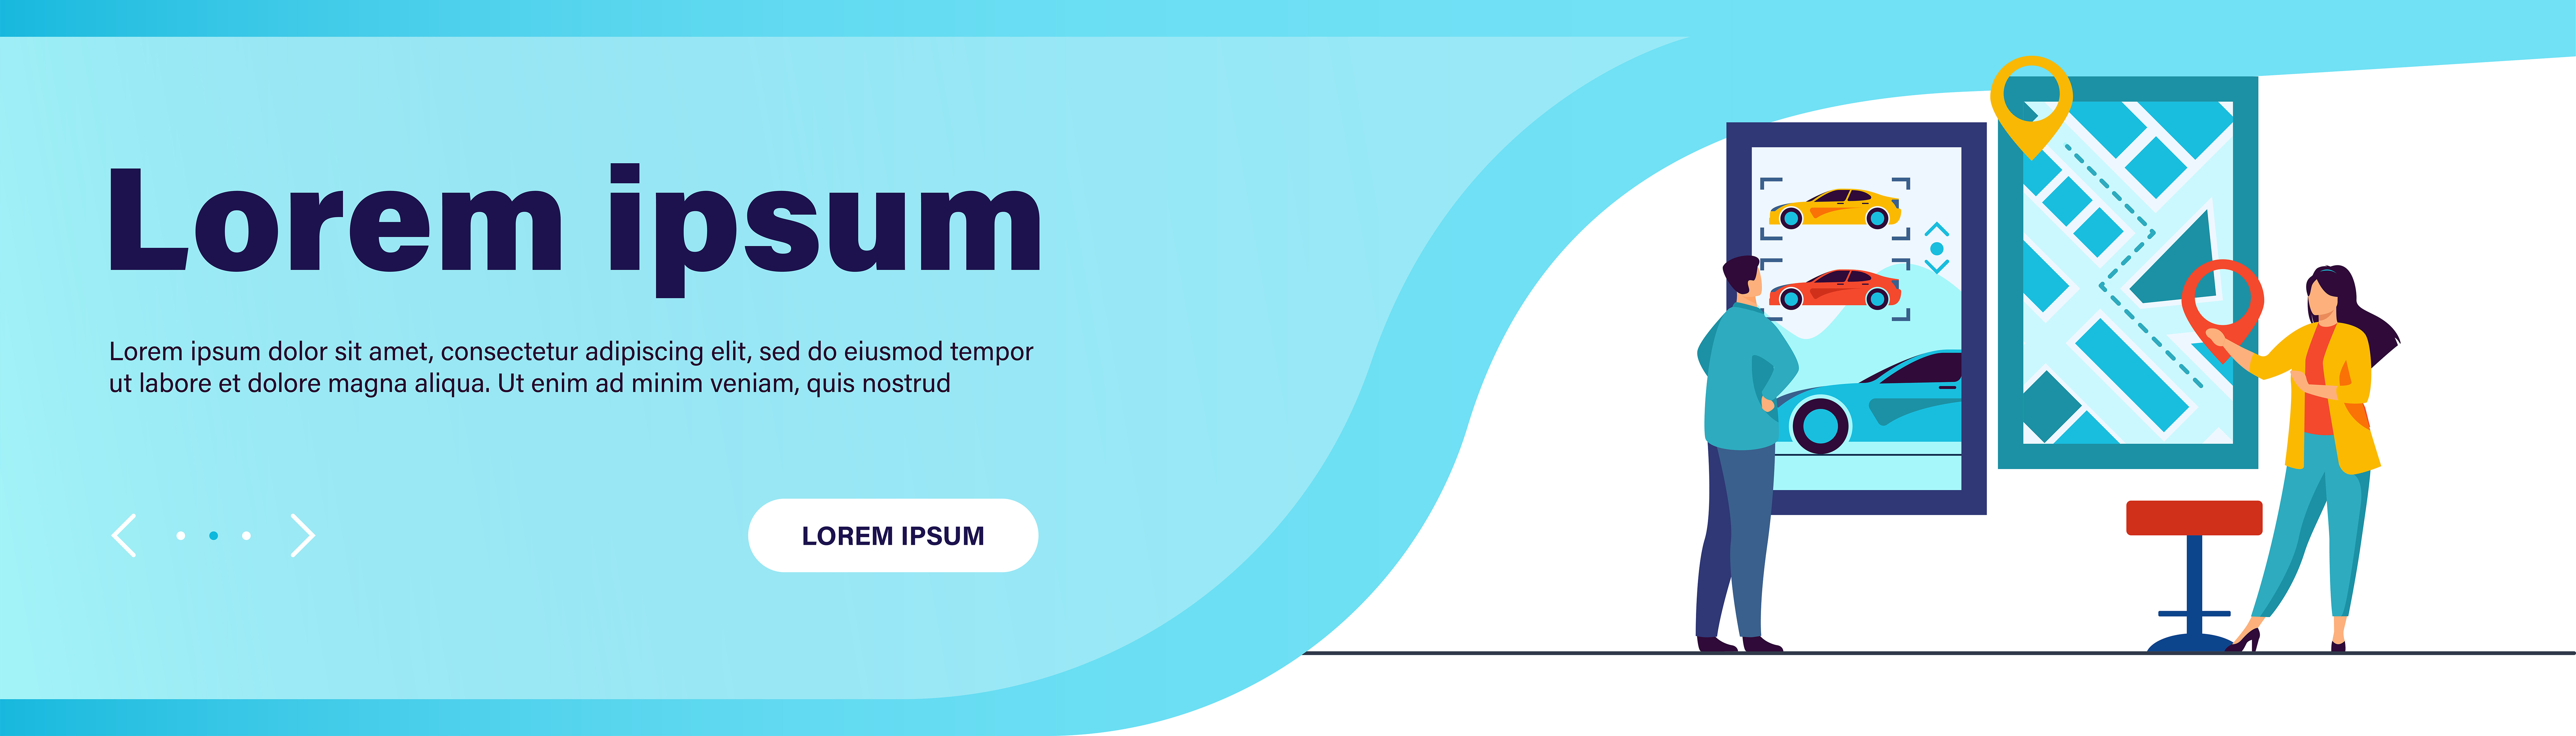 Lorem ipsum
Lorem ipsum dolor sit amet, consectetur adipiscing elit, sed do eiusmod tempor
ut labore et dolore magna aliqua. Ut enim ad minim veniam, quis nostrud
LOREM IPSUM